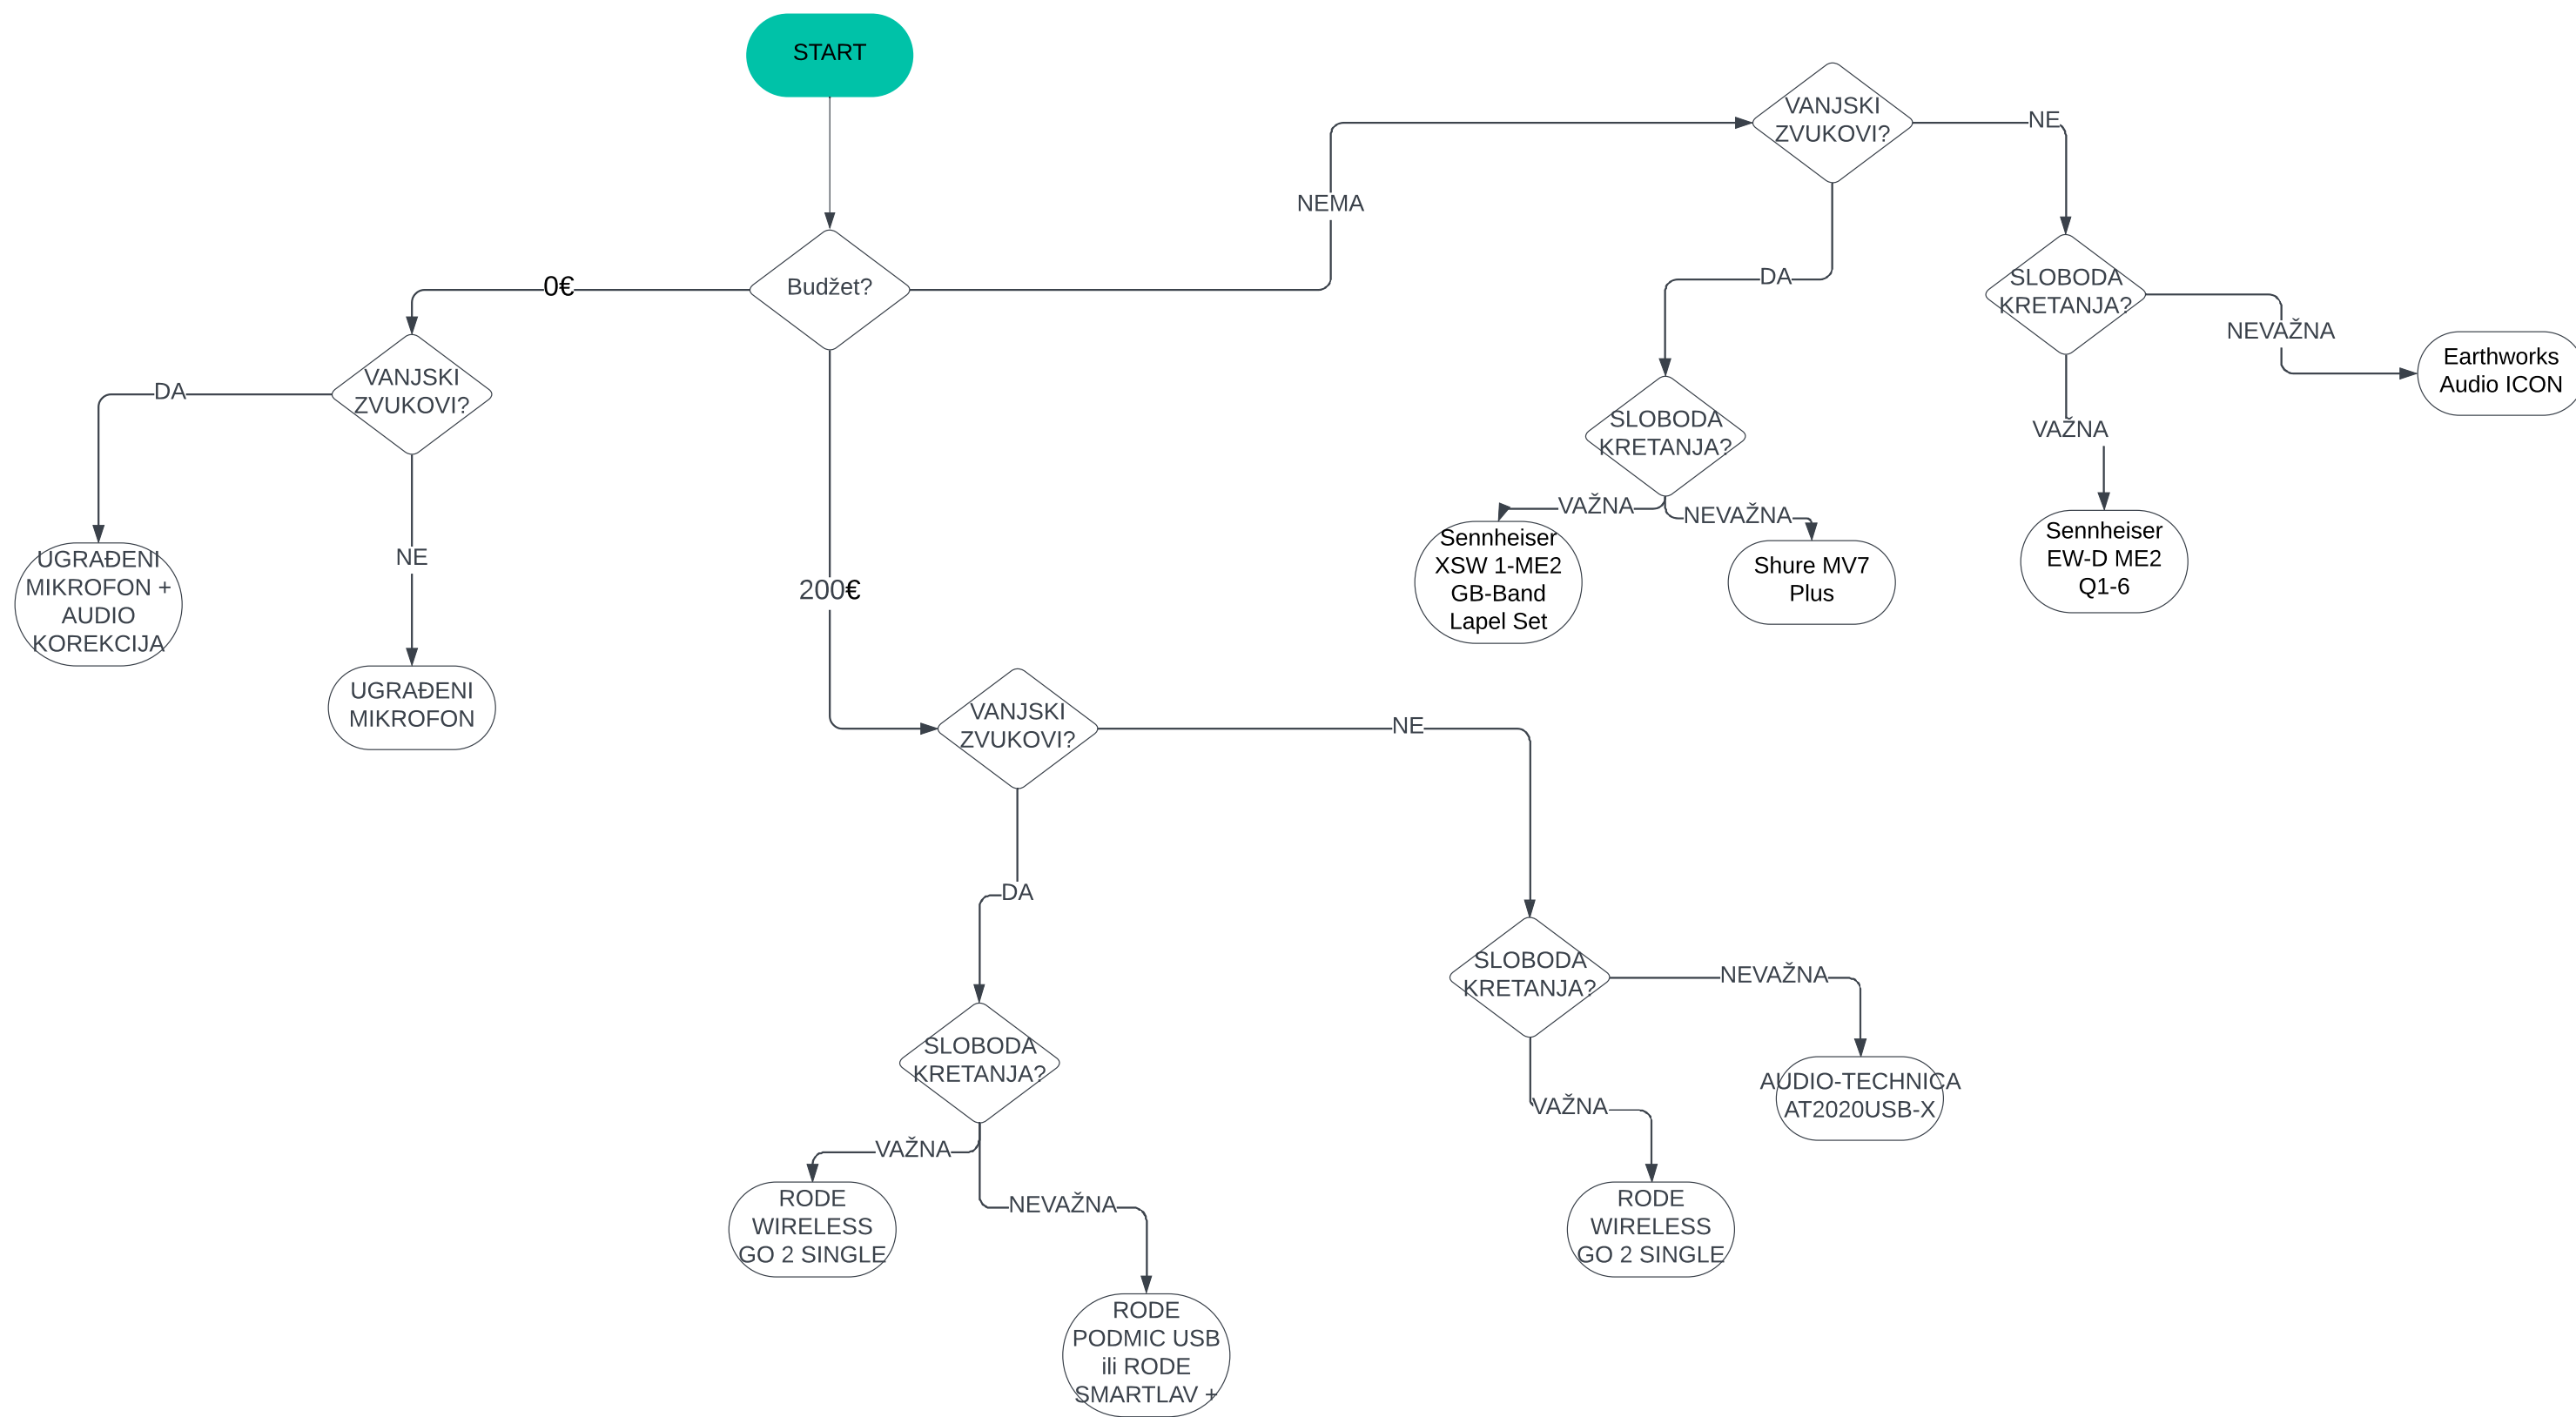 START
VANJSKI
ZVUKOVI?
NE
NEMA
Budžet?
0€
DA
SLOBODA
KRETANJA?
NEVAŽNA
Earthworks
Audio ICON
VAŽNA
Sennheiser
EW-D ME2
Q1-6
SLOBODA
KRETANJA?
VAŽNA
NEVAŽNA
Sennheiser
XSW 1-ME2
GB-Band
Lapel Set
Shure MV7
Plus
VANJSKI
ZVUKOVI?
DA
NE
UGRAĐENI
MIKROFON +
AUDIO
KOREKCIJA
UGRAĐENI
MIKROFON
200€
VANJSKI
ZVUKOVI?
NE
DA
SLOBODA
KRETANJA?
NEVAŽNA
VAŽNA
AUDIO-TECHNICA
AT2020USB-X
RODE
WIRELESS
GO 2 SINGLE
SLOBODA
KRETANJA?
VAŽNA
NEVAŽNA
RODE
WIRELESS
GO 2 SINGLE
RODE
PODMIC USB
ili RODE
SMARTLAV +